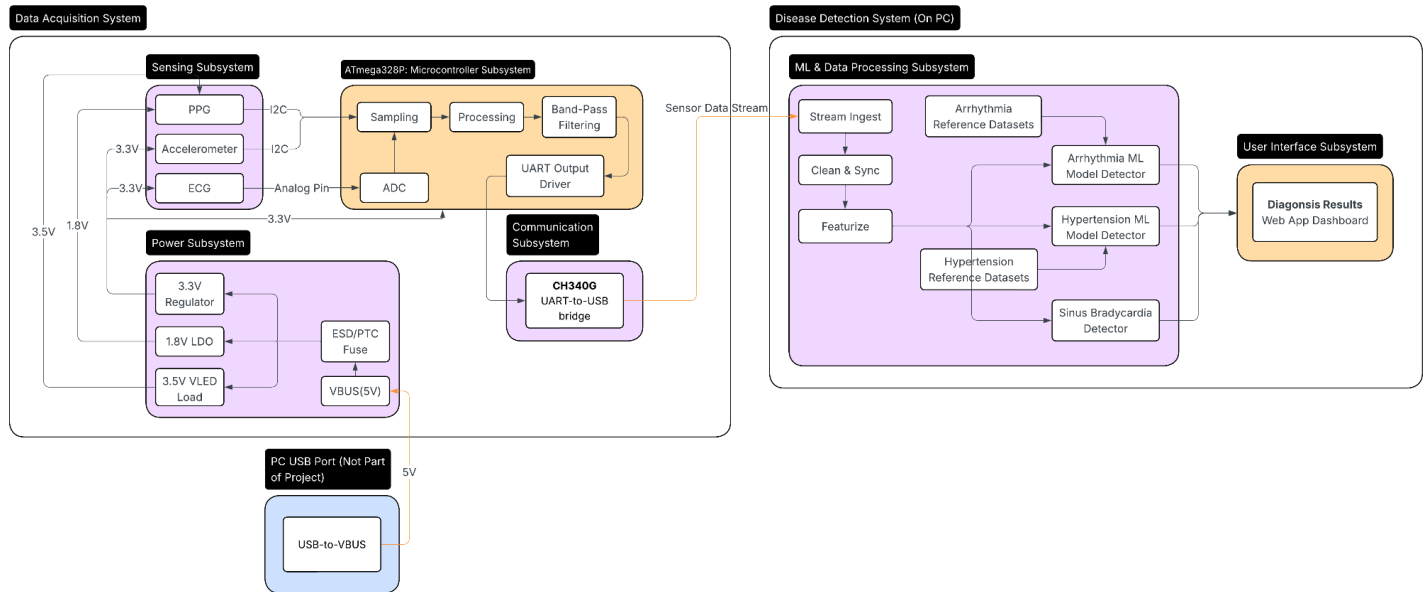 Data Acquisition System
Disease Detection System (On PC)
Sensing Subsystem
PPG
Accelerometer
ECG
I2C
I2C
Analog Pin
3.3V
3.3V
3.3V
3.5V
1.8V
ATmega328P: Microcontroller Subsystem
Sampling
Processing
Band-Pass
Filtering
ADC
UART Output
Driver
Power Subsystem
3.3V
Regulator
1.8V LDO
3.5V VLED
Load
ESD/PTC
Fuse
VBUS(5V)
Communication
Subsystem
CH340G
UART-to-USB
bridge
Sensor Data Stream
PC USB Port (Not Part
of Project)
USB-to-VBUS
5V
ML & Data Processing Subsystem
Stream Ingest
Clean & Sync
Featurize
Arrhythmia
Reference Datasets
Hypertension
Reference Datasets
Arrhythmia ML
Model Detector
Hypertension ML
Model Detector
Sinus Bradycardia
Detector
User Interface Subsystem
Diagonsis Results
Web App Dashboard